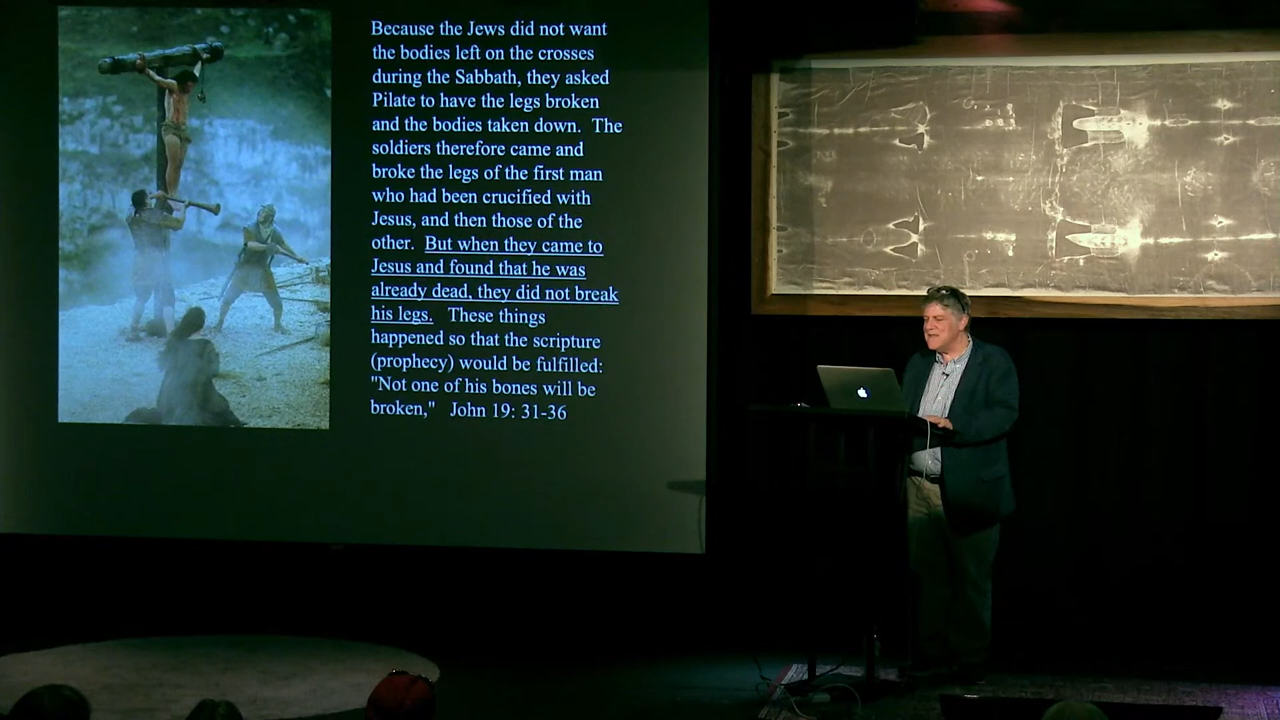 Because the Jews did not want
the bodies left on the crosses
during the Sabbath, they asked
Pilate to have the legs broken
and the bodies taken down.  The
soldiers therefore came and
broke the legs of the first man
who had been crucified with
Jesus, and then those of the
other.  But when they came to
Jesus and found that he was
already dead, they did not break
his legs.  These things
happened so that the scripture
(prophecy) would be fulfilled:
"Not one of his bones will be
broken,"  John 19: 31-36